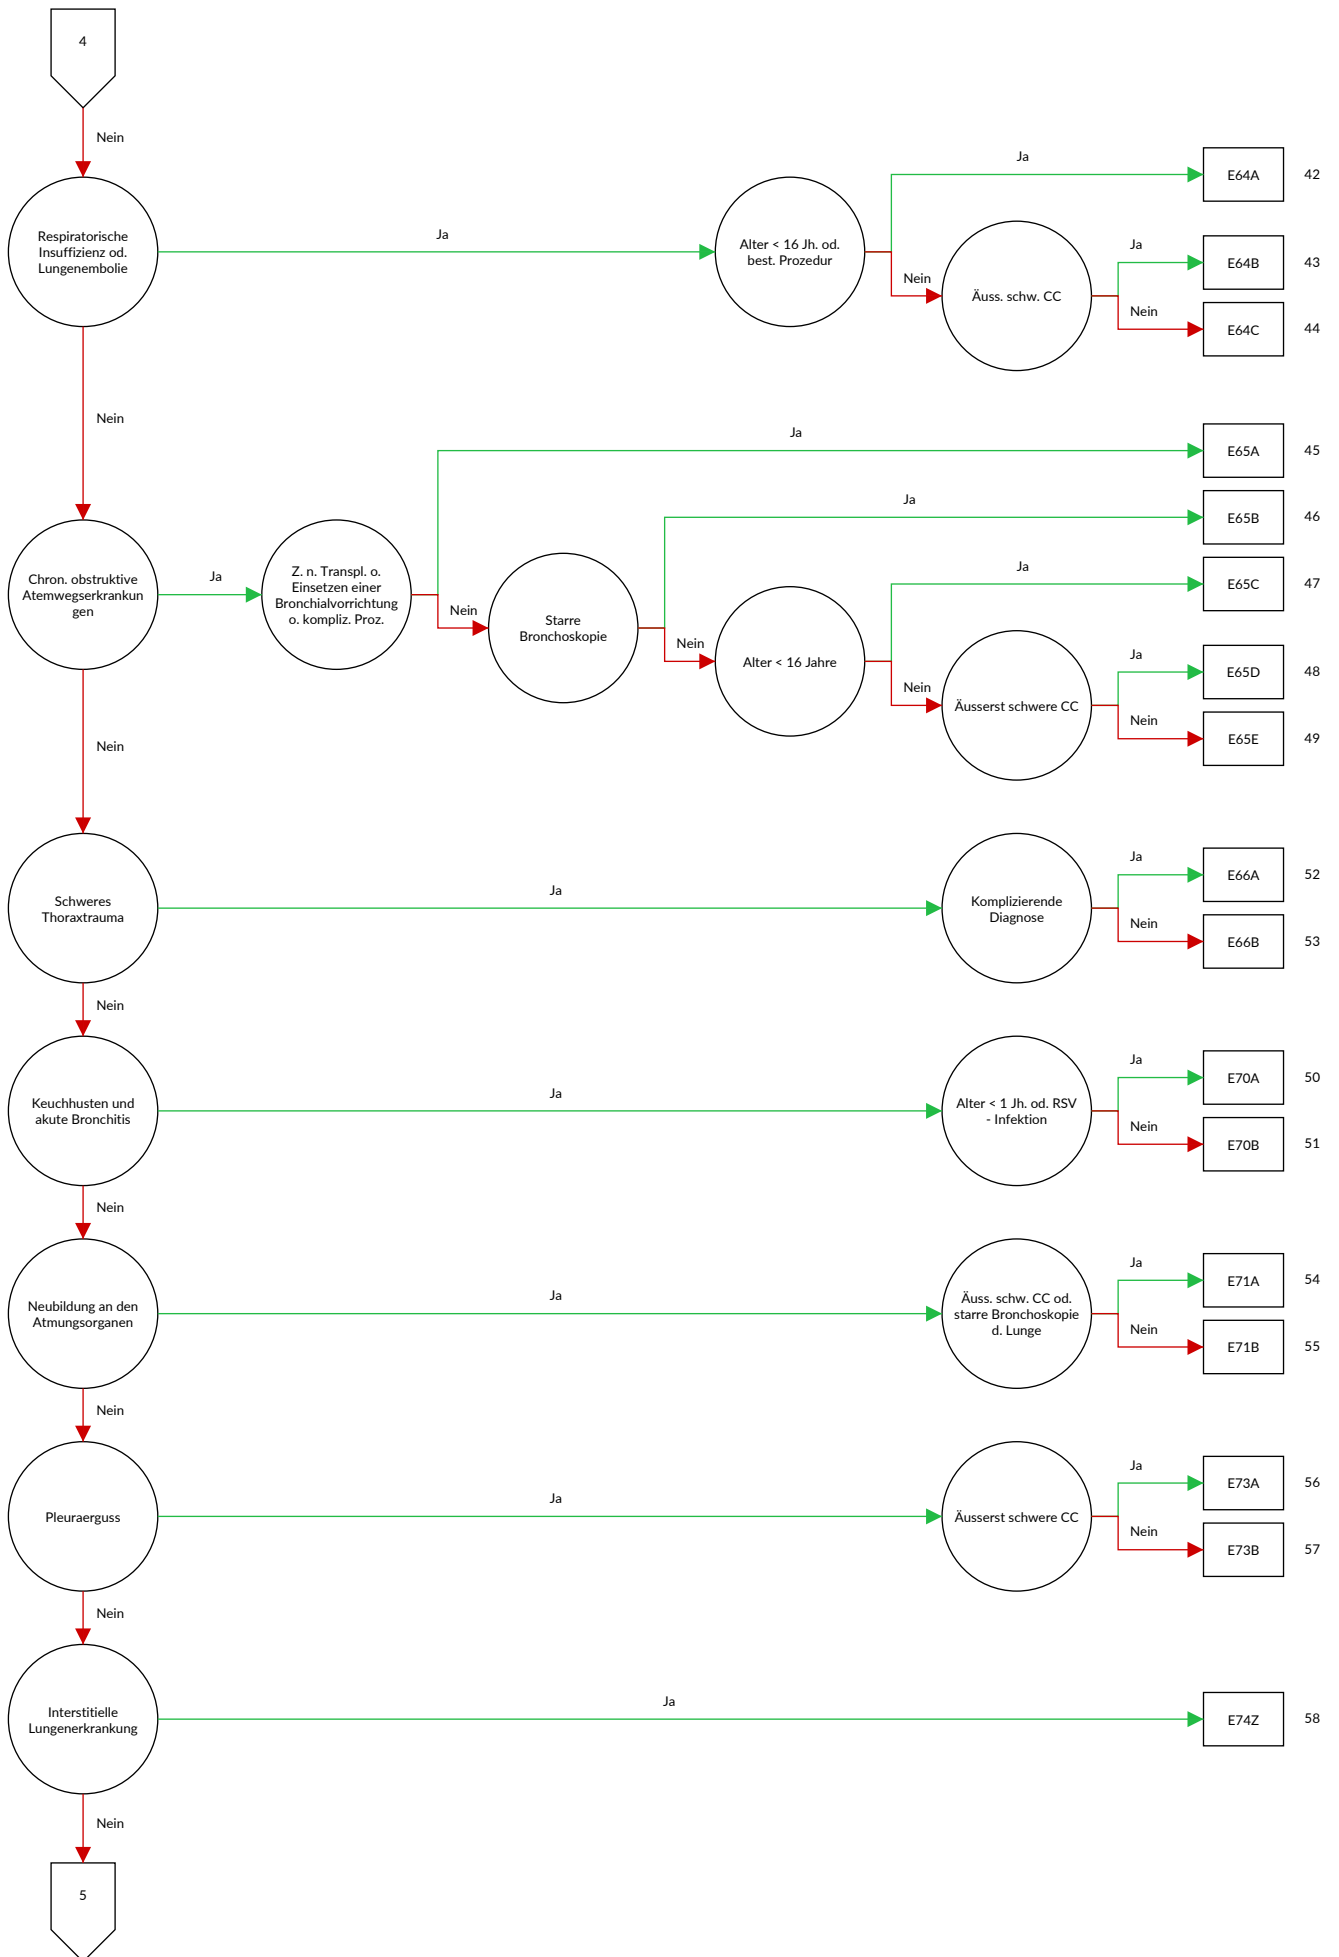 4
Nein
Respiratorische
Insuffizienz od.
Lungenembolie
Ja
Alter < 16 Jh. od.
best. Prozedur
Ja
E64A
42
Nein
Äuss. schw. CC
Ja
E64B
43
Nein
E64C
44
Nein
Chron. obstruktive
Atemwegserkrankun
gen
Ja
Z. n. Transpl. o.
Einsetzen einer
Bronchialvorrichtung
o. kompliz. Proz.
Ja
E65A
45
Nein
Starre
Bronchoskopie
Ja
E65B
46
Nein
Alter < 16 Jahre
Ja
E65C
47
Nein
Äusserst schwere CC
Ja
E65D
48
Nein
E65E
49
Nein
Schweres
Thoraxtrauma
Ja
Komplizierende
Diagnose
Ja
E66A
52
Nein
E66B
53
Nein
Keuchhusten und
akute Bronchitis
Ja
Alter < 1 Jh. od. RSV
- Infektion
Ja
E70A
50
Nein
E70B
51
Nein
Neubildung an den
Atmungsorganen
Ja
Äuss. schw. CC od.
starre Bronchoskopie
d. Lunge
Ja
E71A
54
Nein
E71B
55
Nein
Pleuraerguss
Ja
Äusserst schwere CC
Ja
E73A
56
Nein
E73B
57
Nein
Interstitielle
Lungenerkrankung
Ja
E74Z
58
Nein
5